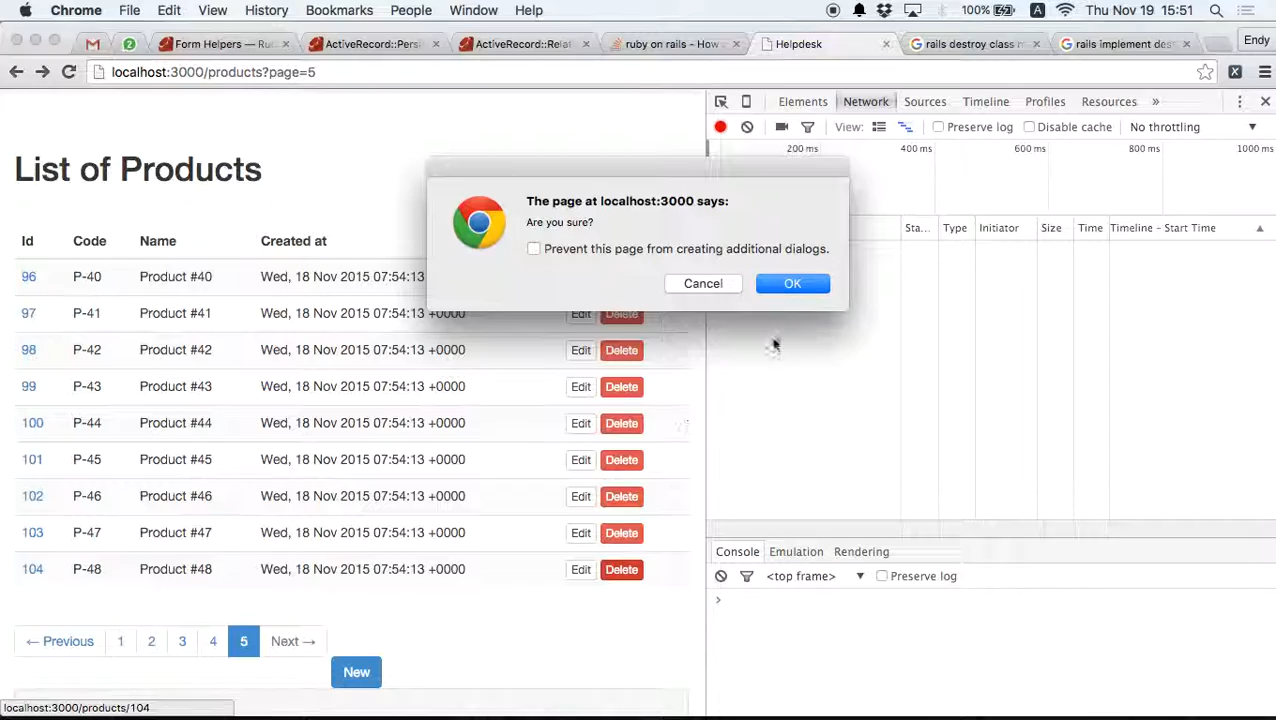 Chrome File Edit View History Bookmarks People Window Help 100% A Thu Nov 19 15:51
2 Form Helpers — Ru ActiveRecord::Persi ActiveRecord::Relat ruby on rails - How Helpdesk rails destroy class m rails implement des Endy
localhost:3000/products?page=5
Elements Network Sources Timeline Profiles Resources »
View: Preserve log Disable cache No throttling
200 ms 400 ms 600 ms 800 ms 1000 ms
List of Products
The page at localhost:3000 says:
Are you sure?
Prevent this page from creating additional dialogs.
Cancel OK
Sta... Type Initiator Size Time Timeline - Start Time
Id Code Name Created at
96 P-40 Product #40 Wed, 18 Nov 2015 07:54:13
97 P-41 Product #41 Wed, 18 Nov 2015 07:54:13 +0000 Edit Delete
98 P-42 Product #42 Wed, 18 Nov 2015 07:54:13 +0000 Edit Delete
99 P-43 Product #43 Wed, 18 Nov 2015 07:54:13 +0000 Edit Delete
100 P-44 Product #44 Wed, 18 Nov 2015 07:54:13 +0000 Edit Delete
101 P-45 Product #45 Wed, 18 Nov 2015 07:54:13 +0000 Edit Delete
102 P-46 Product #46 Wed, 18 Nov 2015 07:54:13 +0000 Edit Delete
103 P-47 Product #47 Wed, 18 Nov 2015 07:54:13 +0000 Edit Delete
104 P-48 Product #48 Wed, 18 Nov 2015 07:54:13 +0000 Edit Delete
Console Emulation Rendering
<top frame> Preserve log
>
← Previous 1 2 3 4 5 Next →
New
localhost:3000/products/104